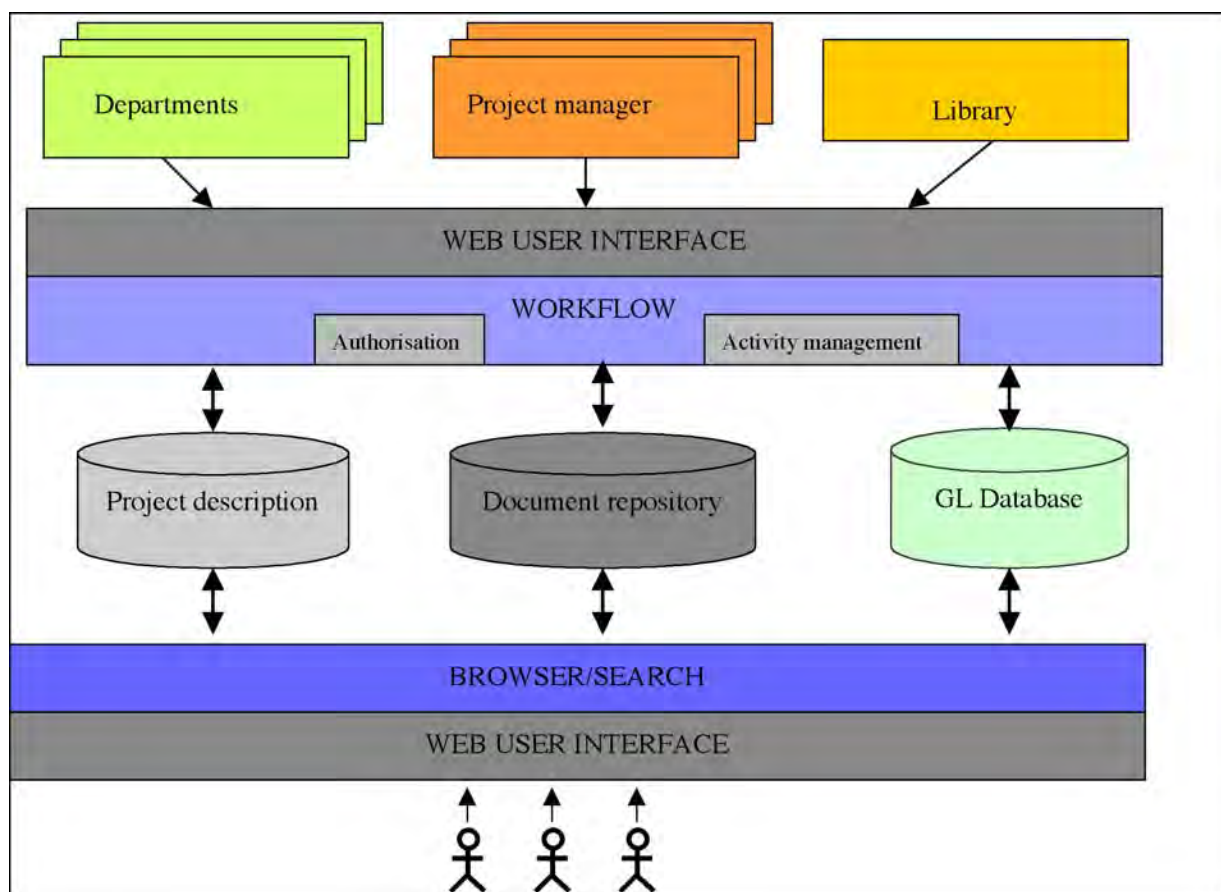 Departments
Project manager
Library
WEB USER INTERFACE
WORKFLOW
Authorisation
Activity management
Project description
Document repository
GL Database
BROWSER/SEARCH
WEB USER INTERFACE